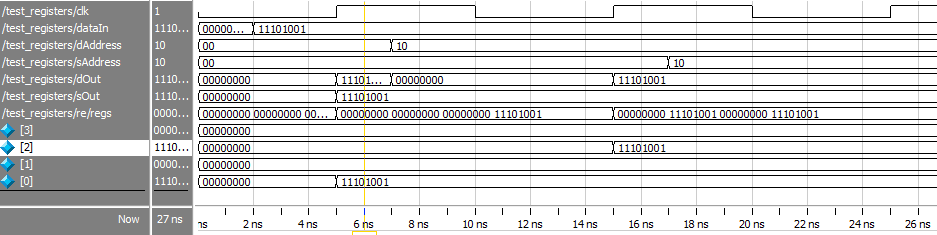 /test_registers/clk 1
/test_registers/dataIn 1110... 00000... 11101001
/test_registers/dAddress 10 00 10
/test_registers/sAddress 10 00 10
/test_registers/dOut 1110... 00000000 11101... 00000000 11101001
/test_registers/sOut 1110... 00000000 11101001
/test_registers/re/regs 0000... 00000000 00000000 00... 00000000 00000000 00000000 11101001 00000000 11101001 00000000 11101001
[3] 0000... 00000000
[2] 1110... 00000000 11101001
[1] 0000... 00000000
[0] 1110... 00000000 11101001
Now 27 ns ns 2 ns 4 ns 6 ns 8 ns 10 ns 12 ns 14 ns 16 ns 18 ns 20 ns 22 ns 24 ns 26 ns